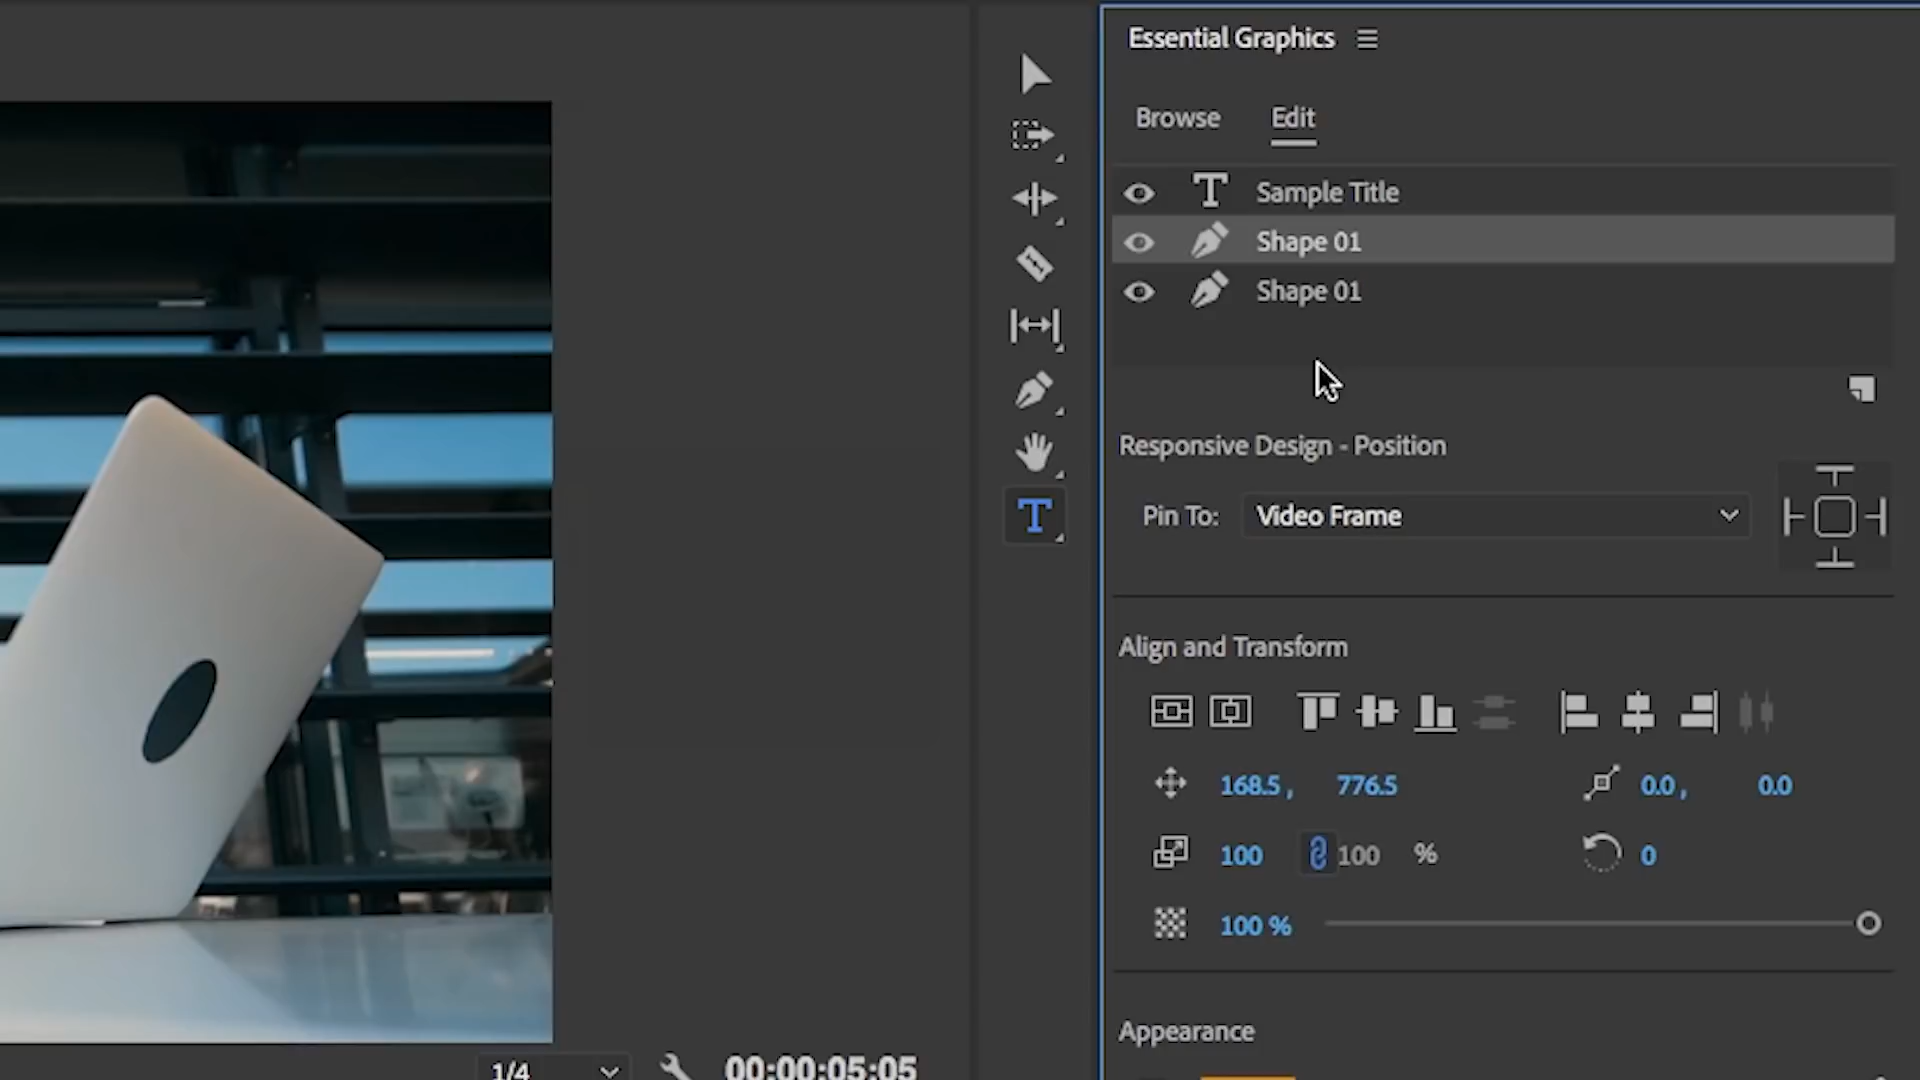 Essential Graphics
Browse Edit
Sample Title
Shape 01
Shape 01
Responsive Design - Position
Pin To: Video Frame
Align and Transform
168.5 , 776.5 0.0 , 0.0
100 100 % 0
100 %
Appearance
1/4 00:00:05:05